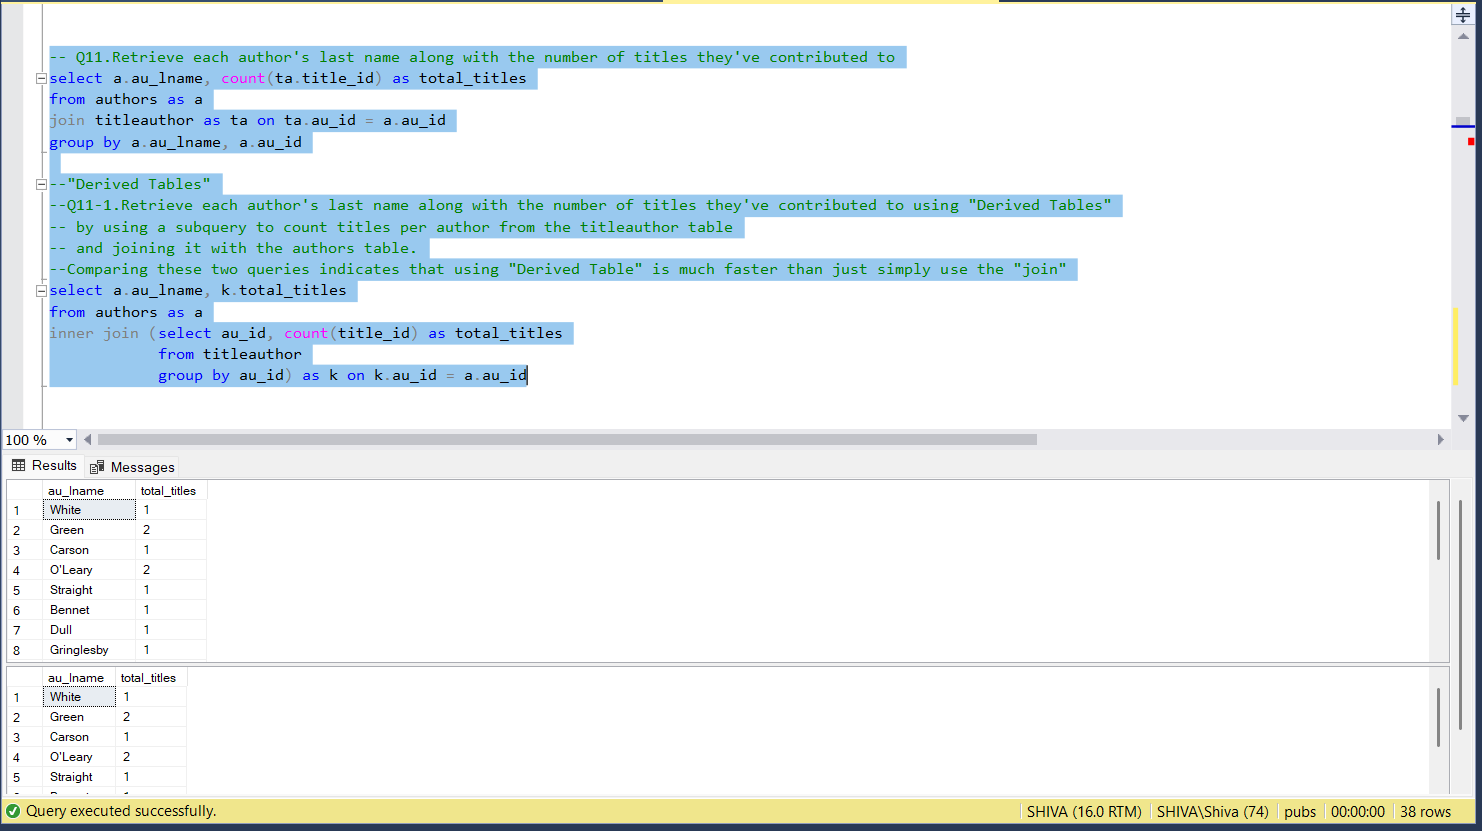 -- Q11.Retrieve each author's last name along with the number of titles they've contributed to
select a.au_lname, count(ta.title_id) as total_titles
from authors as a
join titleauthor as ta on ta.au_id = a.au_id
group by a.au_lname, a.au_id
--"Derived Tables"
--Q11-1.Retrieve each author's last name along with the number of titles they've contributed to using "Derived Tables"
-- by using a subquery to count titles per author from the titleauthor table
-- and joining it with the authors table.
--Comparing these two queries indicates that using "Derived Table" is much faster than just simply use the "join"
select a.au_lname, k.total_titles
from authors as a
inner join (select au_id, count(title_id) as total_titles
from titleauthor
group by au_id) as k on k.au_id = a.au_id
100 %
Results Messages
au_lname total_titles
1 White 1
2 Green 2
3 Carson 1
4 O'Leary 2
5 Straight 1
6 Bennet 1
7 Dull 1
8 Gringlesby 1
au_lname total_titles
1 White 1
2 Green 2
3 Carson 1
4 O'Leary 2
5 Straight 1
Query executed successfully. SHIVA (16.0 RTM) SHIVA\Shiva (74) pubs 00:00:00 38 rows